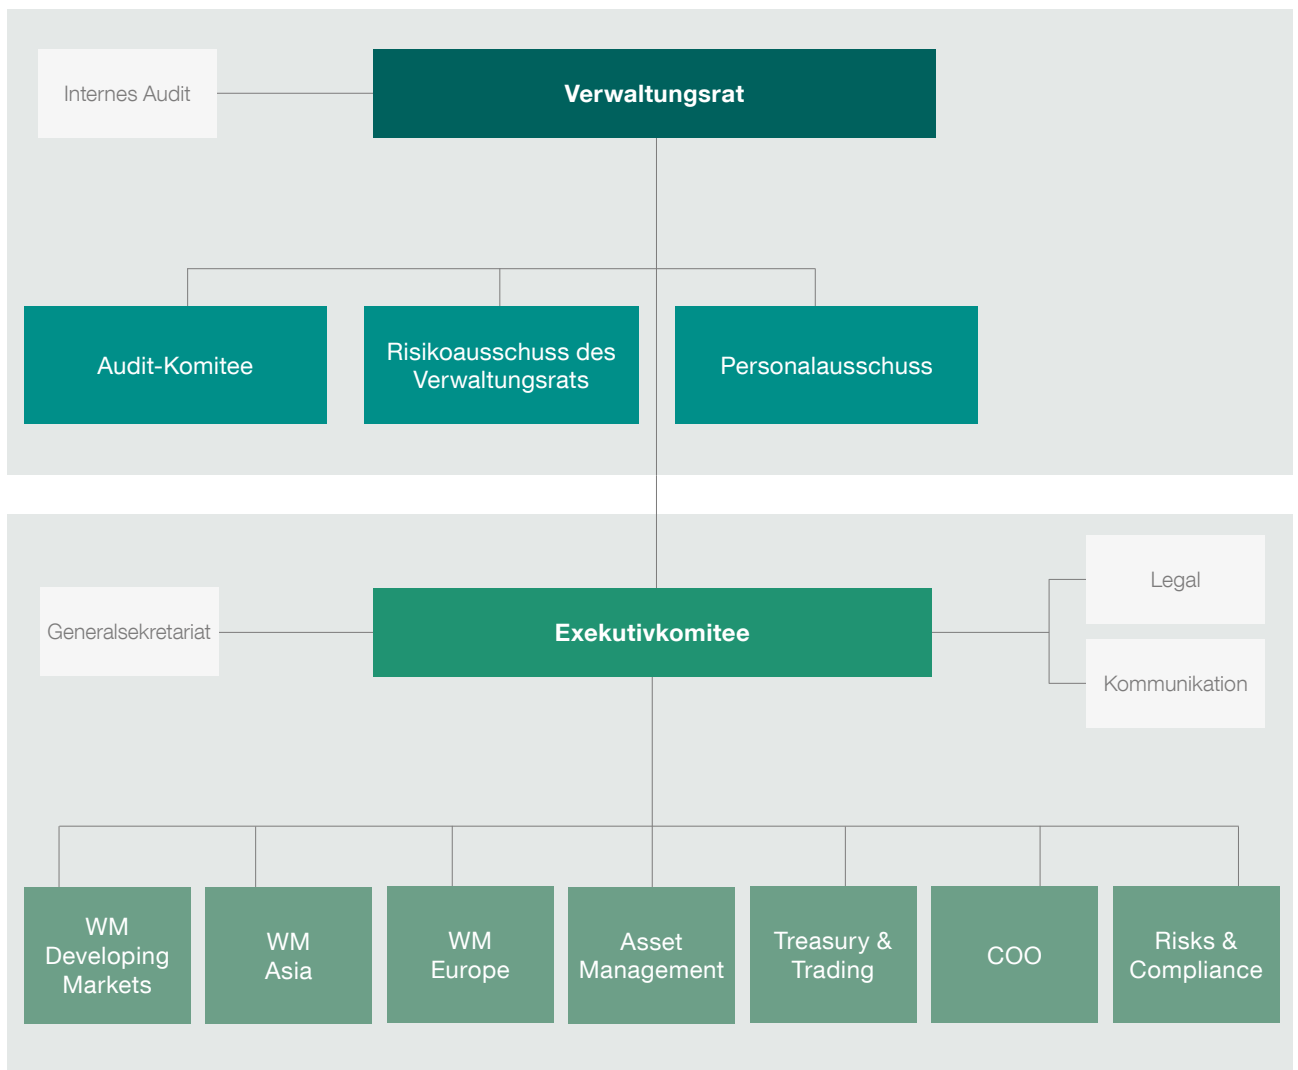 Internes Audit
Verwaltungsrat
Audit-Komitee
Risikoausschuss des
Verwaltungsrats
Personalausschuss
Legal
Generalsekretariat
Exekutivkomitee
Kommunikation
WM
Developing
Markets
WM
Asia
WM
Europe
Asset
Management
Treasury &
Trading
COO
Risks &
Compliance